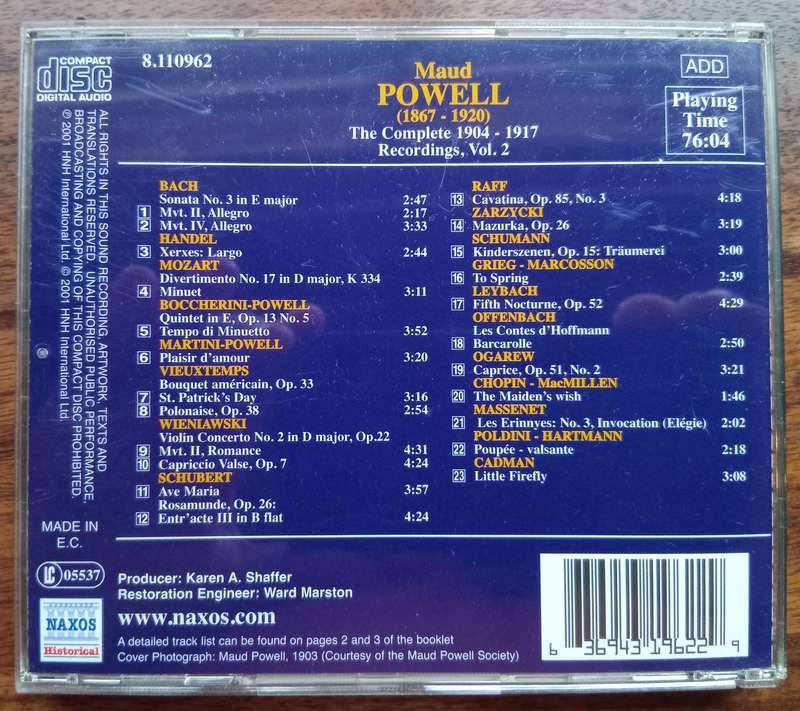 COMPACT
disc
DIGITAL AUDIO
8.110962
Maud
POWELL
(1867 - 1920)
The Complete 1904 - 1917
Recordings, Vol. 2
ADD
Playing
Time
76:04
ALL RIGHTS IN THIS SOUND RECORDING, ARTWORK, TEXTS AND
TRANSLATIONS RESERVED. UNAUTHORISED PUBLIC PERFORMANCE,
BROADCASTING AND COPYING OF THIS COMPACT DISC PROHIBITED.
℗ 2001 HNH International Ltd. © 2001 HNH International Ltd.
BACH
Sonata No. 3 in E major 2:47
1 Mvt. II, Allegro 2:17
2 Mvt. IV, Allegro 3:33
HANDEL
3 Xerxes: Largo 2:44
MOZART
Divertimento No. 17 in D major, K 334
4 Minuet 3:11
BOCCHERINI-POWELL
Quintet in E, Op. 13 No. 5
5 Tempo di Minuetto 3:52
MARTINI-POWELL
6 Plaisir d'amour 3:20
VIEUXTEMPS
Bouquet américain, Op. 33
7 St. Patrick's Day 3:16
8 Polonaise, Op. 38 2:54
WIENIAWSKI
Violin Concerto No. 2 in D major, Op.22
9 Mvt. II, Romance 4:31
10 Capriccio Valse, Op. 7 4:24
SCHUBERT
11 Ave Maria 3:57
Rosamunde, Op. 26:
12 Entr'acte III in B flat 4:24
RAFF
13 Cavatina, Op. 85, No. 3 4:18
ZARZYCKI
14 Mazurka, Op. 26 3:19
SCHUMANN
15 Kinderszenen, Op. 15: Träumerei 3:00
GRIEG - MARCOSSON
16 To Spring 2:39
LEYBACH
17 Fifth Nocturne, Op. 52 4:29
OFFENBACH
Les Contes d'Hoffmann
18 Barcarolle 2:50
OGAREW
19 Caprice, Op. 51, No. 2 3:21
CHOPIN - MacMILLEN
20 The Maiden's wish 1:46
MASSENET
21 Les Erinnyes: No. 3, Invocation (Elégie) 2:02
POLDINI - HARTMANN
22 Poupée - valsante 2:18
CADMAN
23 Little Firefly 3:08
MADE IN
E.C.
LC 05537
NAXOS
Historical
Producer: Karen A. Shaffer
Restoration Engineer: Ward Marston
www.naxos.com
A detailed track list can be found on pages 2 and 3 of the booklet
Cover Photograph: Maud Powell, 1903 (Courtesy of the Maud Powell Society)
6 36943 19622 9